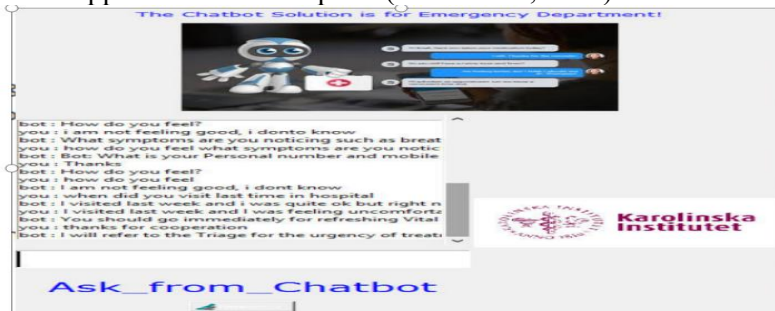 The Chatbot Solution is for Emergency Department!
bot : How do you feel?
you : i am not feeling good, i donto know
bot : What symptoms are you noticing such as breat
you : how do you feel what symptoms are you notic
bot : Bot: What is your Personal number and mobile
you : Thanks
bot : How do you feel?
you : how do you feel
bot : I am not feeling good, i dont know
you : when did you visit last time in hospital
bot : I visited last week and i was quite ok but right n
you : I visited last week and I was feeling uncomforta
bot : You should go immediately for refreshing Vital
you : thanks for cooperation
bot : I will refer to the Triage for the urgency of treat
Karolinska
Institutet
Ask_from_Chatbot